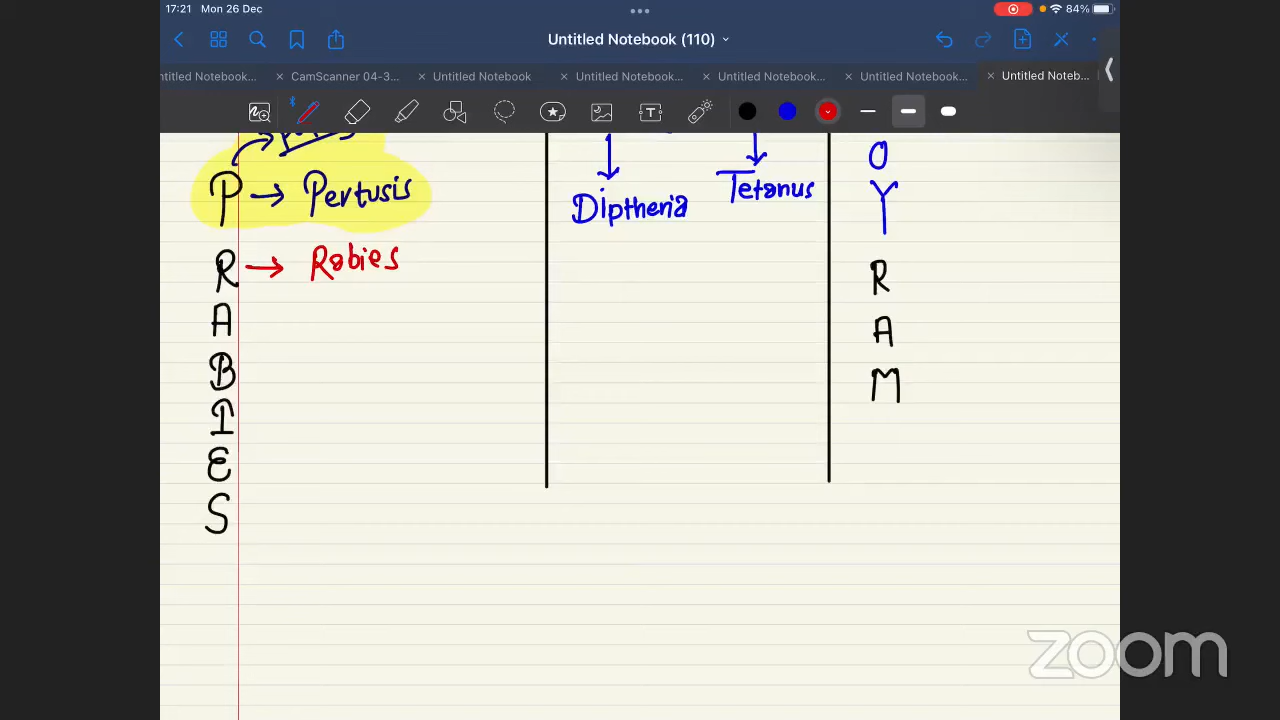 17:21 Mon 26 Dec
84%
Untitled Notebook (110)
ntitled Notebook...
CamScanner 04-3...
Untitled Notebook
Untitled Notebook...
Untitled Notebook...
Untitled Notebook...
Untitled Noteb...
P → Pertusis
Diptheria
Tetanus
O
Y
R → Rabies
R
A
A
B
M
I
E
S
zoom